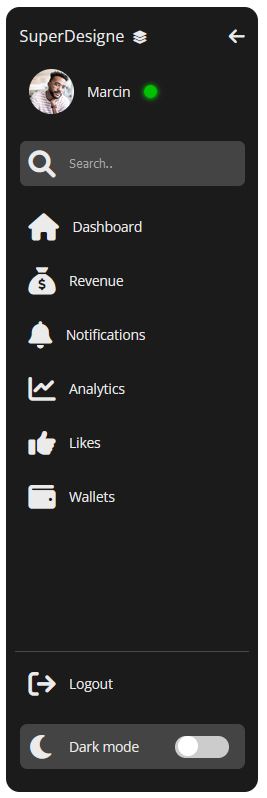 SuperDesigne
Marcin
Search..
Dashboard
Revenue
Notifications
Analytics
Likes
Wallets
Logout
Dark mode